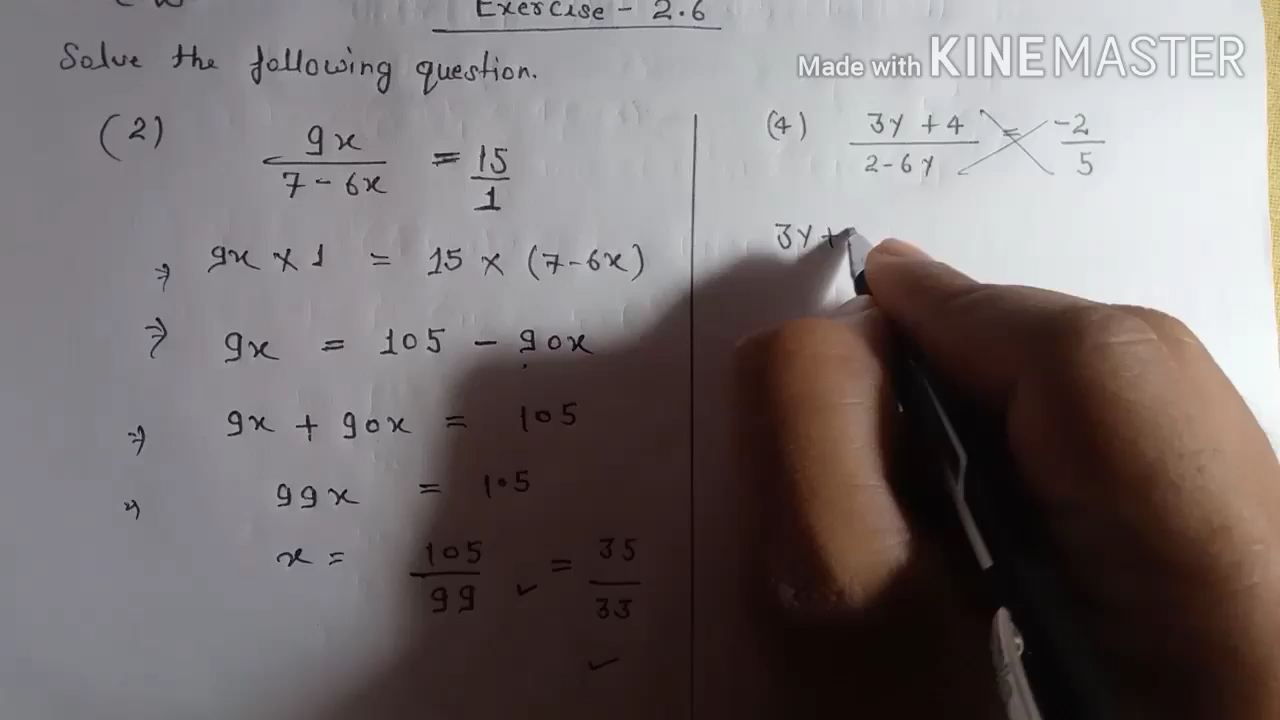 Exercise - 2.6
Made with KINEMASTER
Solve the following question.
(2) 9x / 7 - 6x = 15 / 1
⇒ 9x × 1 = 15 × (7-6x)
⇒ 9x = 105 - 90x
⇒ 9x + 90x = 105
⇒ 99x = 105
x = 105 / 99 ✓ = 35 / 33 ✓
(4) 3y + 4 / 2 - 6y = -2 / 5
3y +